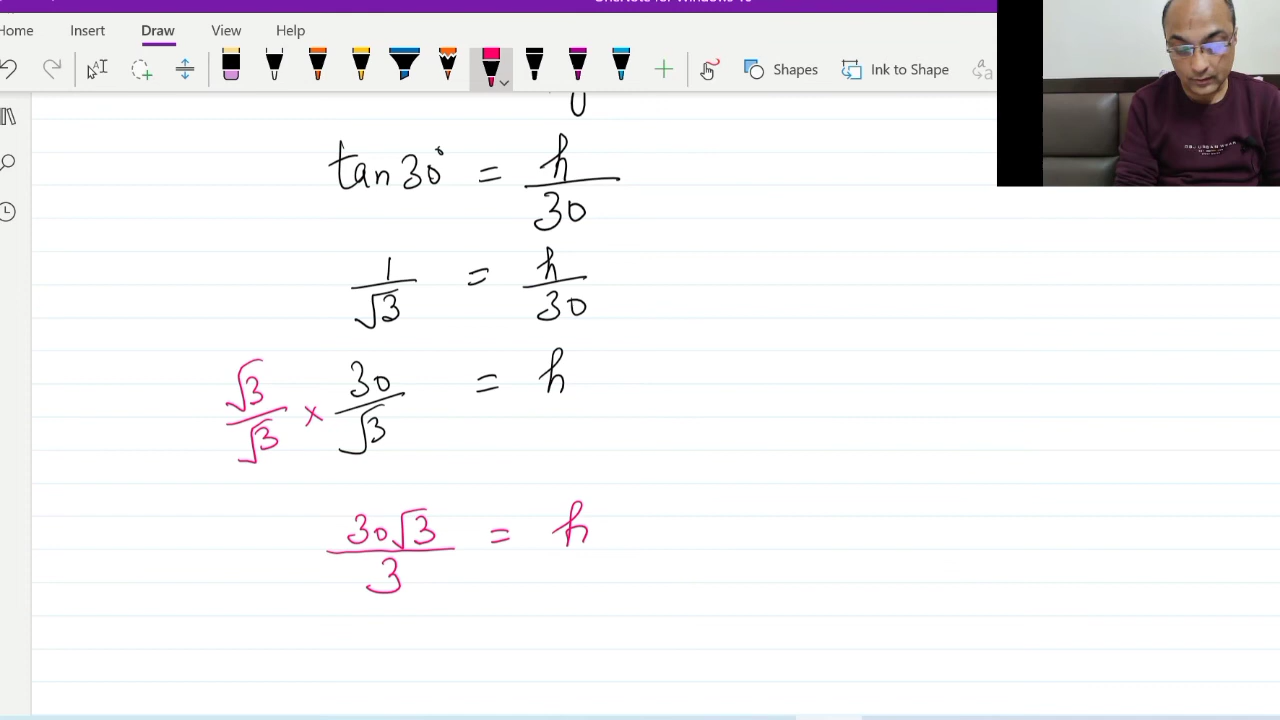 Home Insert Draw View Help
Shapes Ink to Shape
tan 30° = h/30
1/√3 = h/30
√3/√3 × 30/√3 = h
30√3/3 = h